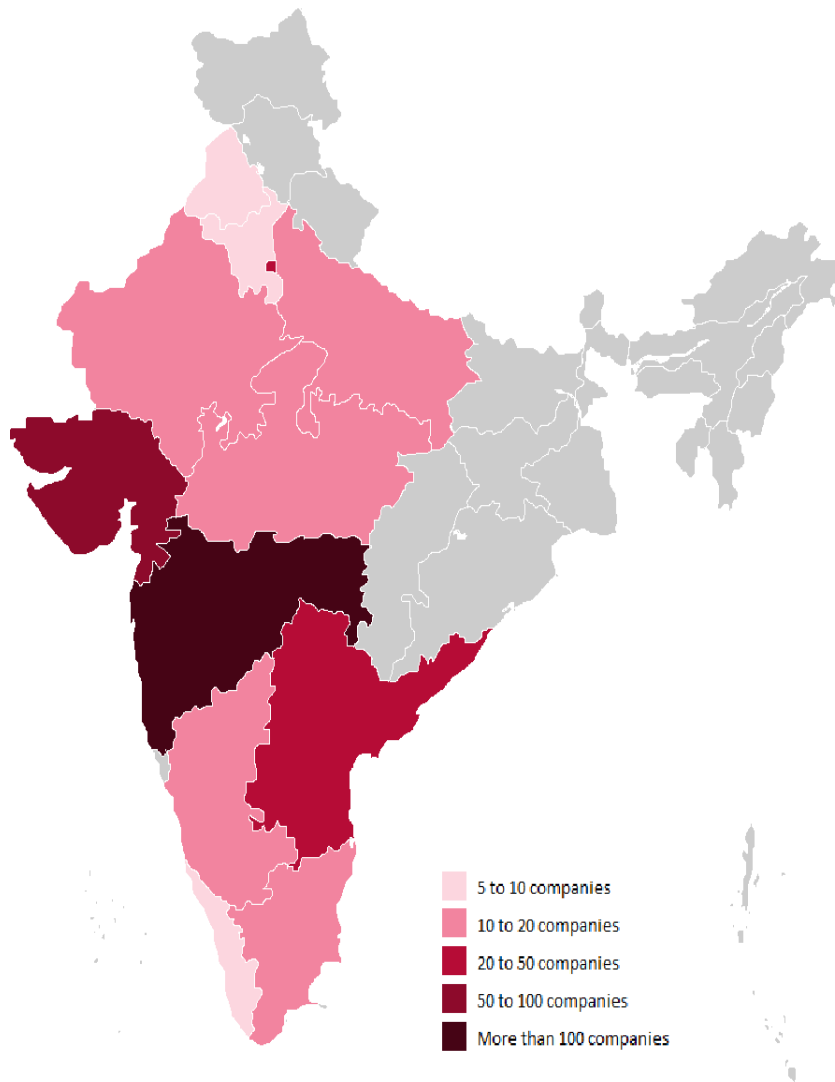 5 to 10 companies
10 to 20 companies
20 to 50 companies
50 to 100 companies
More than 100 companies